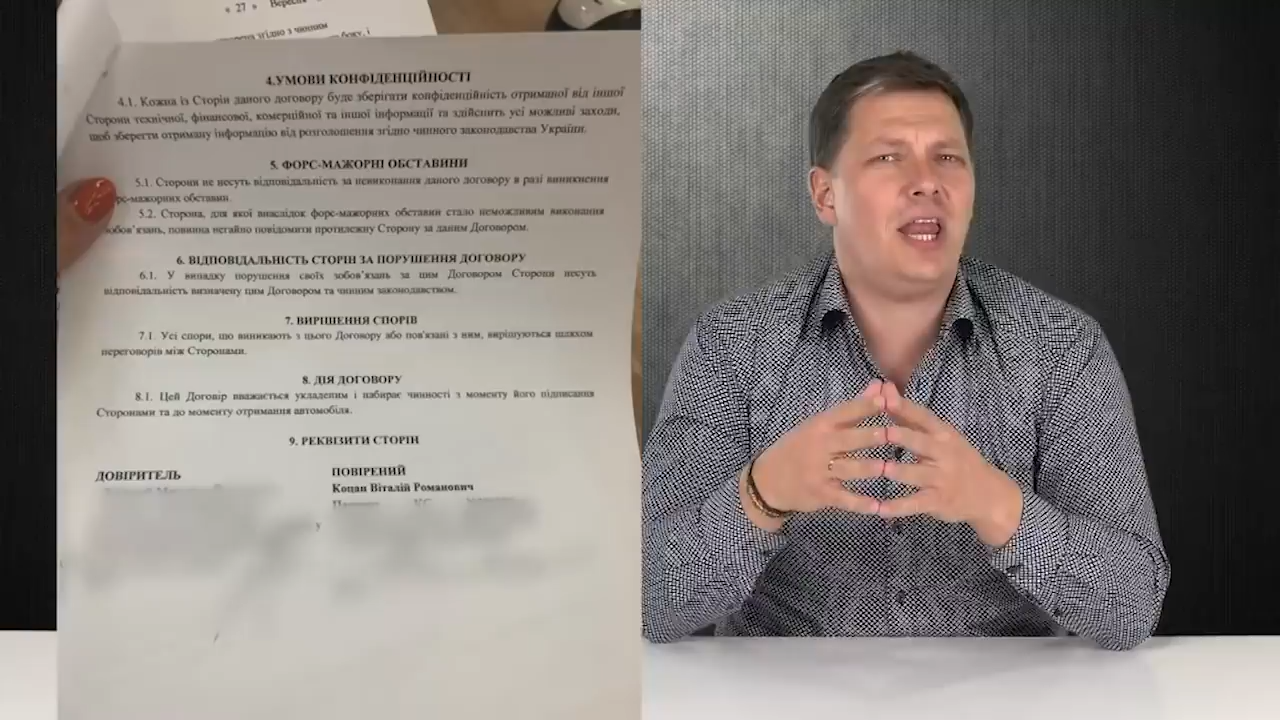 « 27 » Вересн
згідно з чинним
боку, і
4.УМОВИ КОНФІДЕНЦІЙНОСТІ
4.1. Кожна із Сторін даного договору буде зберігати конфіденційність отриманої від іншої
Сторони технічної, фінансової, комерційної та іншої інформації та здійснить усі можливі заходи,
щоб зберегти отриману інформацію від розголошення згідно чинного законодавства України.
5. ФОРС-МАЖОРНІ ОБСТАВИНИ
5.1. Сторони не несуть відповідальність за невиконання даного договору в разі виникнення
рс-мажорних обставин.
5.2. Сторона, для якої внаслідок форс-мажорних обставин стало неможливим виконання
зобов'язань, повинна негайно повідомити протилежну Сторону за даним Договором.
6. ВІДПОВІДАЛЬНІСТЬ СТОРІН ЗА ПОРУШЕННЯ ДОГОВОРУ
6.1. У випадку порушення своїх зобов'язань за цим Договором Сторони несуть
відповідальність визначену цим Договором та чинним законодавством.
7. ВИРІШЕННЯ СПОРІВ
7.1. Усі спори, що виникають з цього Договору або пов'язані з ним, вирішуються шляхом
переговорів між Сторонами.
8. ДІЯ ДОГОВОРУ
8.1. Цей Договір вважається укладеним і набирає чинності з моменту його підписання
Сторонами та до моменту отримання автомобіля.
9. РЕКВІЗИТИ СТОРІН
ДОВІРИТЕЛЬ
ПОВІРЕНИЙ
Коцан Віталій Романович